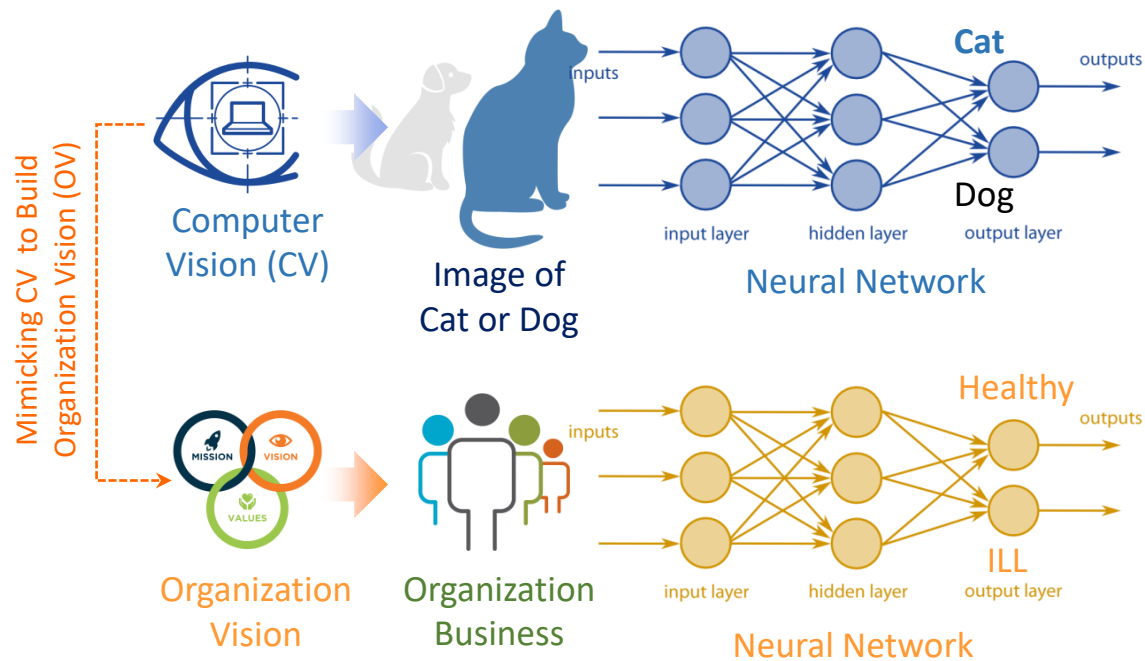 Mimicking CV to Build
Organization Vision (OV)
Computer
Vision (CV)
Image of
Cat or Dog
inputs
Cat
outputs
Dog
input layer
hidden layer
output layer
Neural Network
MISSION
VISION
VALUES
Organization
Vision
Organization
Business
inputs
Healthy
outputs
ILL
input layer
hidden layer
output layer
Neural Network